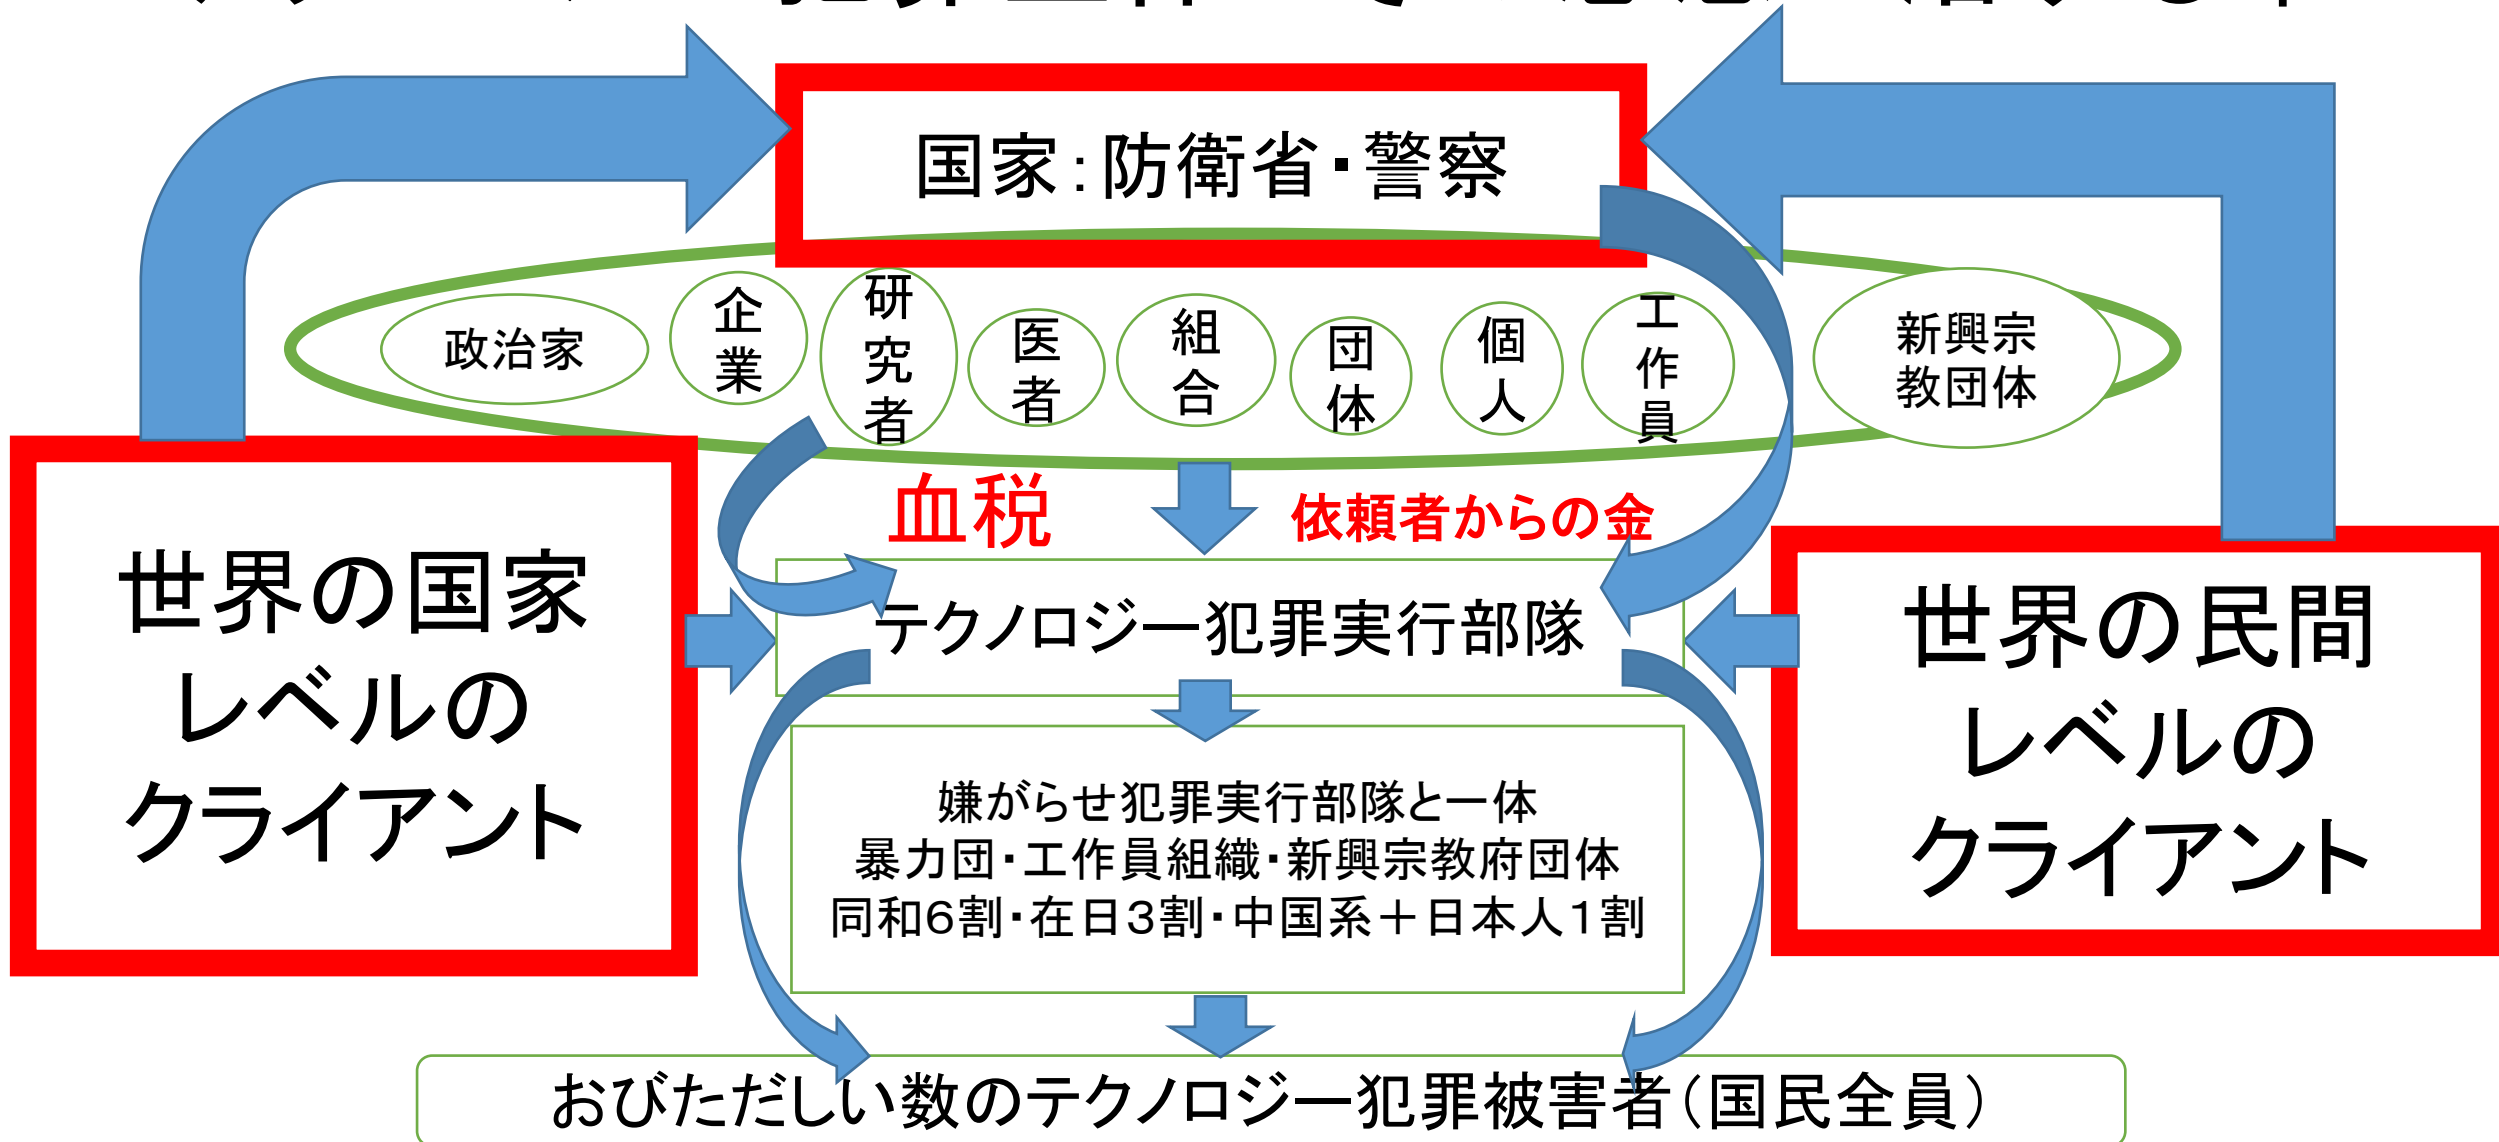 国家：防衛省・警察
政治家
企業
研究者
医者
組合
団体
個人
工作員
新聞宗教団体
血税
依頼者からの金
世界の国家
レベルの
クライアント
テクノロジー犯罪実行部隊
世界の民間
レベルの
クライアント
殺がどせテク犯罪実行部隊と一体
暴力団・工作員組織・新聞宗教団体
同和6割・在日3割・中国系＋日本人1割
おびただしい数のテクノロジー犯罪被害者（国民全員）